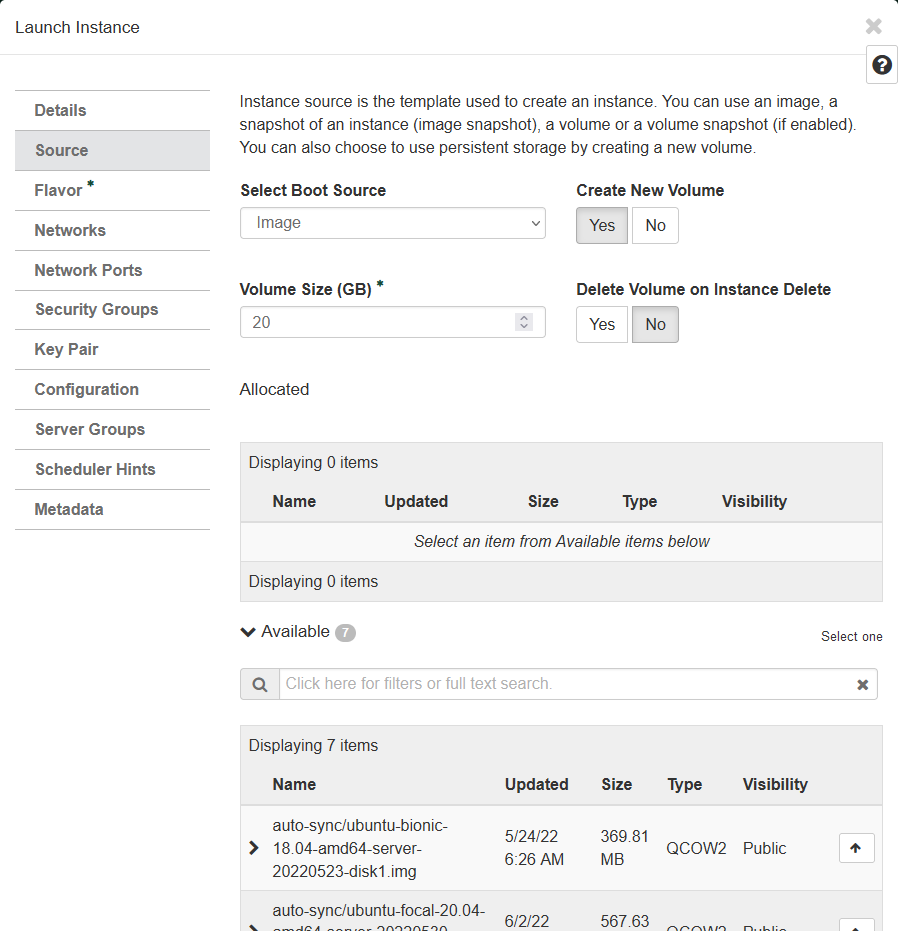 Launch Instance
Details
Source
Flavor *
Networks
Network Ports
Security Groups
Key Pair
Configuration
Server Groups
Scheduler Hints
Metadata
Instance source is the template used to create an instance. You can use an image, a
snapshot of an instance (image snapshot), a volume or a volume snapshot (if enabled).
You can also choose to use persistent storage by creating a new volume.
Select Boot Source
Image
Create New Volume
Yes No
Volume Size (GB) *
20
Delete Volume on Instance Delete
Yes No
Allocated
Displaying 0 items
Name Updated Size Type Visibility
Select an item from Available items below
Displaying 0 items
Available 7
Select one
Click here for filters or full text search.
Displaying 7 items
Name Updated Size Type Visibility
auto-sync/ubuntu-bionic-
18.04-amd64-server-
20220523-disk1.img
5/24/22
6:26 AM
369.81
MB
QCOW2
Public
auto-sync/ubuntu-focal-20.04-
amd64-server-20220530-
6/2/22
567.63
QCOW2
Public